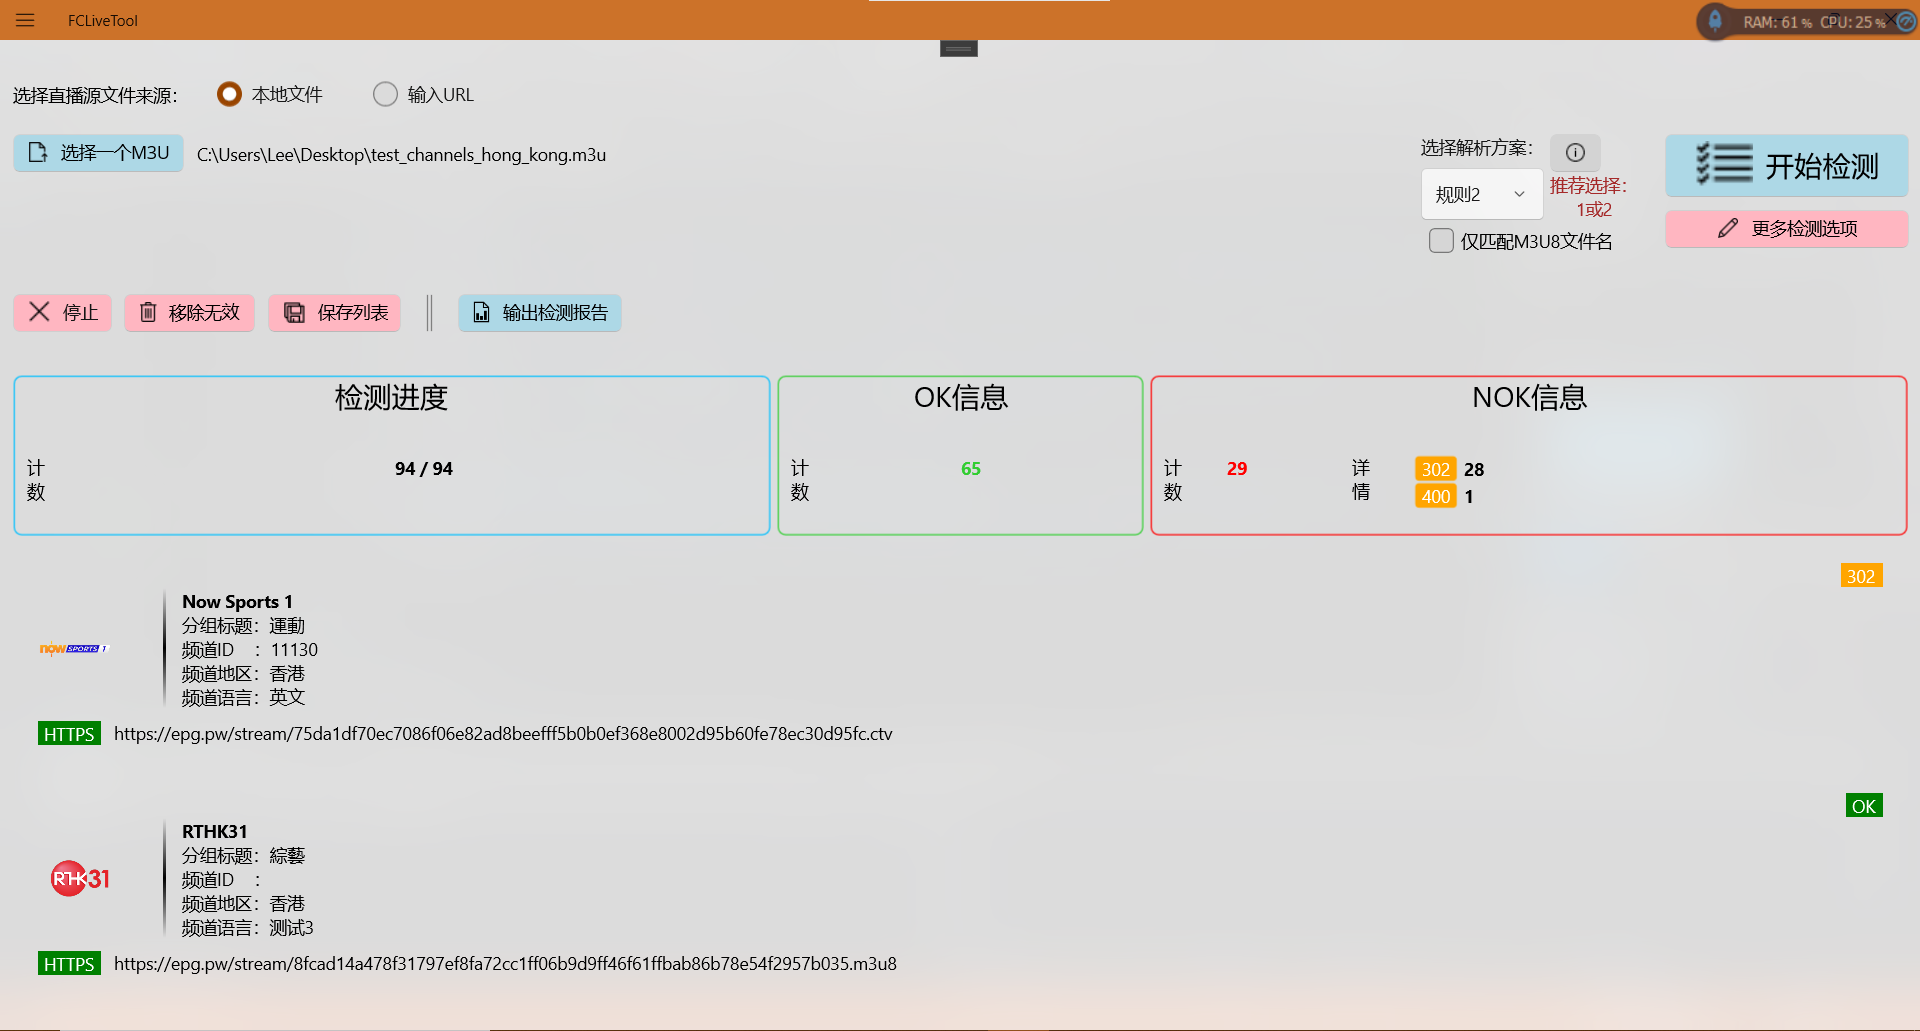 FCLiveTool
RAM: 61 % CPU: 25 %
选择直播源文件来源：
本地文件
输入URL
选择一个M3U
C:\Users\Lee\Desktop\test_channels_hong_kong.m3u
选择解析方案：
规则2
推荐选择：
1或2
仅匹配M3U8文件名
开始检测
更多检测选项
停止
移除无效
保存列表
输出检测报告
检测进度
计数
94 / 94
OK信息
计数
65
NOK信息
计数
29
详情
302 28
400 1
302
now SPORTS 1
Now Sports 1
分组标题：運動
频道ID ：11130
频道地区：香港
频道语言：英文
HTTPS https://epg.pw/stream/75da1df70ec7086f06e82ad8beefff5b0b0ef368e8002d95b60fe78ec30d95fc.ctv
OK
RTHK31
RTHK31
分组标题：綜藝
频道ID ：
频道地区：香港
频道语言：测试3
HTTPS https://epg.pw/stream/8fcad14a478f31797ef8fa72cc1ff06b9d9ff46f61ffbab86b78e54f2957b035.m3u8